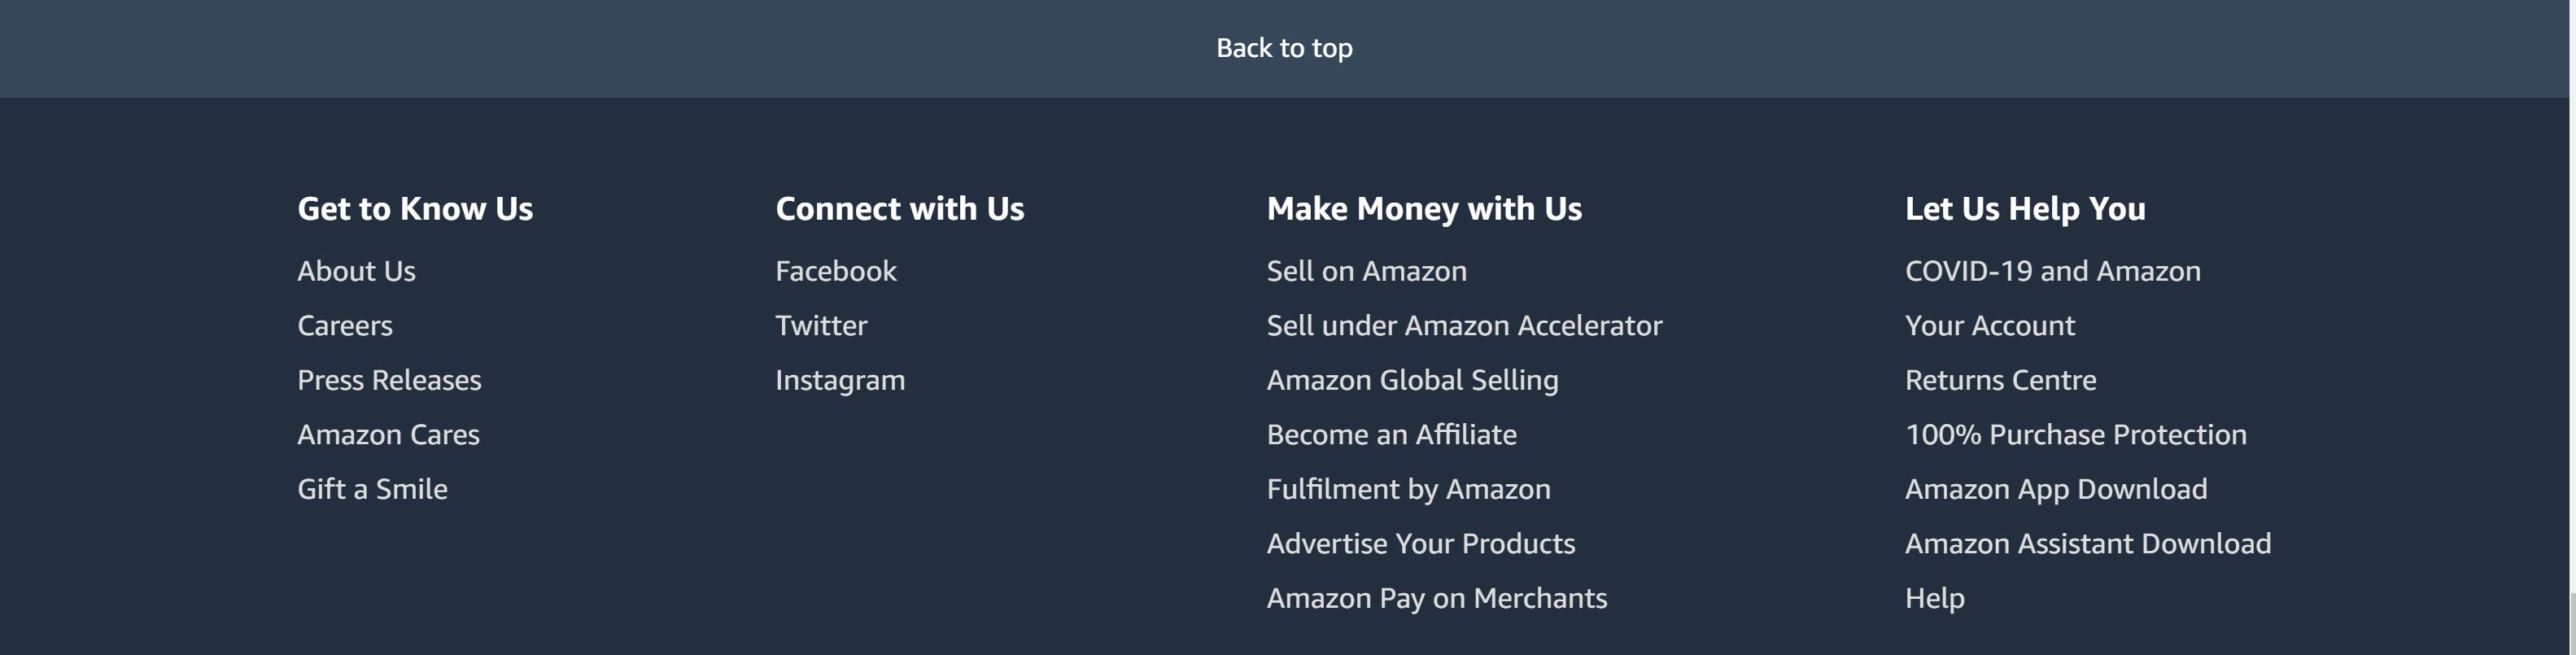 Back to top
Get to Know Us
About Us
Careers
Press Releases
Amazon Cares
Gift a Smile
Connect with Us
Facebook
Twitter
Instagram
Make Money with Us
Sell on Amazon
Sell under Amazon Accelerator
Amazon Global Selling
Become an Affiliate
Fulfilment by Amazon
Advertise Your Products
Amazon Pay on Merchants
Let Us Help You
COVID-19 and Amazon
Your Account
Returns Centre
100% Purchase Protection
Amazon App Download
Amazon Assistant Download
Help